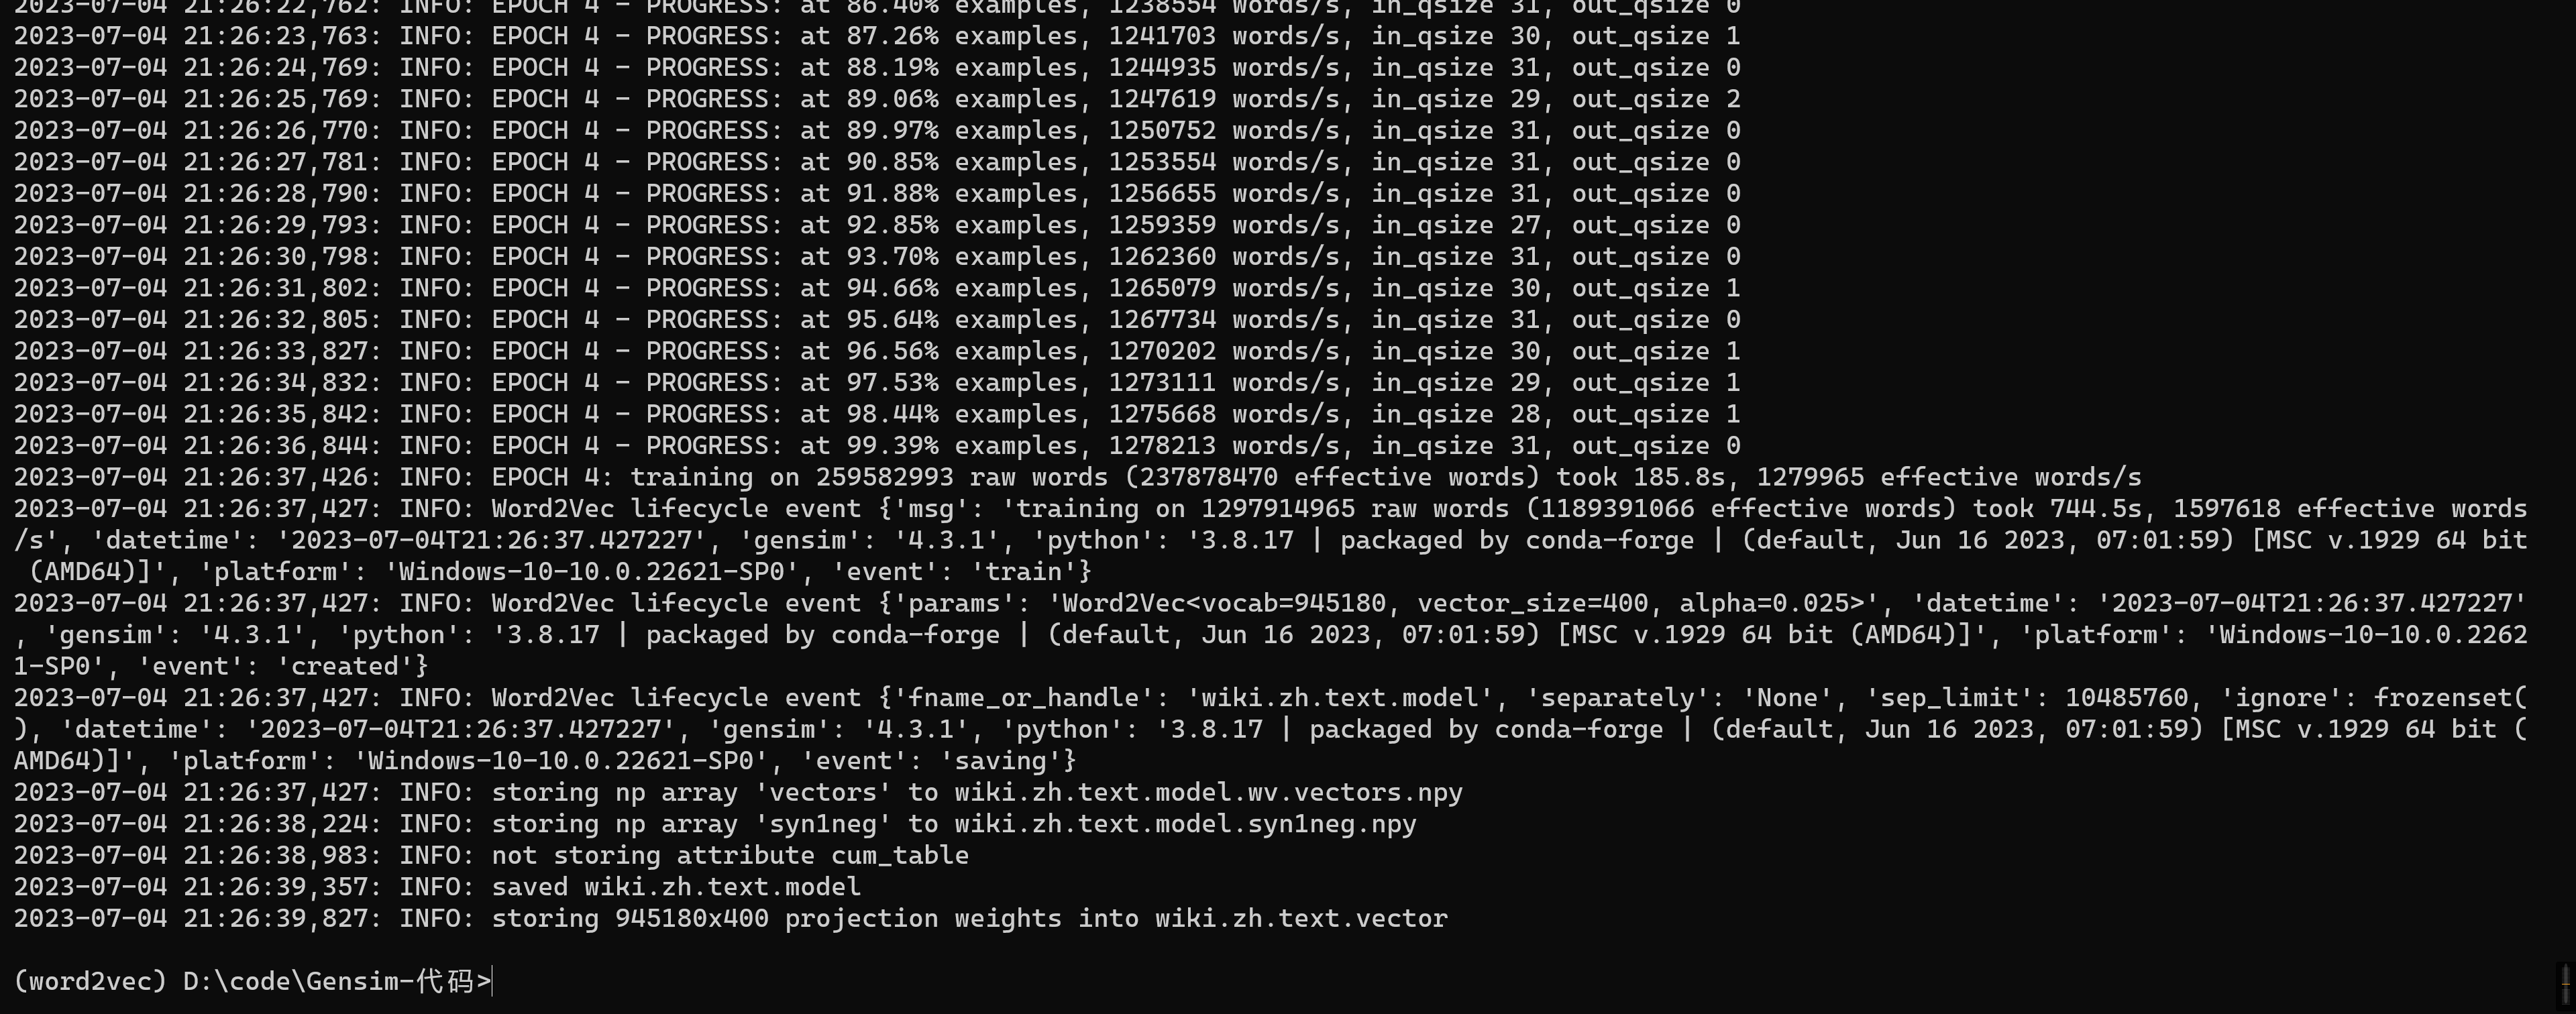 2023-07-04 21:26:22,762: INFO: EPOCH 4 - PROGRESS: at 86.40% examples, 1238554 words/s, in_qsize 31, out_qsize 0
2023-07-04 21:26:23,763: INFO: EPOCH 4 - PROGRESS: at 87.26% examples, 1241703 words/s, in_qsize 30, out_qsize 1
2023-07-04 21:26:24,769: INFO: EPOCH 4 - PROGRESS: at 88.19% examples, 1244935 words/s, in_qsize 31, out_qsize 0
2023-07-04 21:26:25,769: INFO: EPOCH 4 - PROGRESS: at 89.06% examples, 1247619 words/s, in_qsize 29, out_qsize 2
2023-07-04 21:26:26,770: INFO: EPOCH 4 - PROGRESS: at 89.97% examples, 1250752 words/s, in_qsize 31, out_qsize 0
2023-07-04 21:26:27,781: INFO: EPOCH 4 - PROGRESS: at 90.85% examples, 1253554 words/s, in_qsize 31, out_qsize 0
2023-07-04 21:26:28,790: INFO: EPOCH 4 - PROGRESS: at 91.88% examples, 1256655 words/s, in_qsize 31, out_qsize 0
2023-07-04 21:26:29,793: INFO: EPOCH 4 - PROGRESS: at 92.85% examples, 1259359 words/s, in_qsize 27, out_qsize 0
2023-07-04 21:26:30,798: INFO: EPOCH 4 - PROGRESS: at 93.70% examples, 1262360 words/s, in_qsize 31, out_qsize 0
2023-07-04 21:26:31,802: INFO: EPOCH 4 - PROGRESS: at 94.66% examples, 1265079 words/s, in_qsize 30, out_qsize 1
2023-07-04 21:26:32,805: INFO: EPOCH 4 - PROGRESS: at 95.64% examples, 1267734 words/s, in_qsize 31, out_qsize 0
2023-07-04 21:26:33,827: INFO: EPOCH 4 - PROGRESS: at 96.56% examples, 1270202 words/s, in_qsize 30, out_qsize 1
2023-07-04 21:26:34,832: INFO: EPOCH 4 - PROGRESS: at 97.53% examples, 1273111 words/s, in_qsize 29, out_qsize 1
2023-07-04 21:26:35,842: INFO: EPOCH 4 - PROGRESS: at 98.44% examples, 1275668 words/s, in_qsize 28, out_qsize 1
2023-07-04 21:26:36,844: INFO: EPOCH 4 - PROGRESS: at 99.39% examples, 1278213 words/s, in_qsize 31, out_qsize 0
2023-07-04 21:26:37,426: INFO: EPOCH 4: training on 259582993 raw words (237878470 effective words) took 185.8s, 1279965 effective words/s
2023-07-04 21:26:37,427: INFO: Word2Vec lifecycle event {'msg': 'training on 1297914965 raw words (1189391066 effective words) took 744.5s, 1597618 effective words
/s', 'datetime': '2023-07-04T21:26:37.427227', 'gensim': '4.3.1', 'python': '3.8.17 | packaged by conda-forge | (default, Jun 16 2023, 07:01:59) [MSC v.1929 64 bit
(AMD64)]', 'platform': 'Windows-10-10.0.22621-SP0', 'event': 'train'}
2023-07-04 21:26:37,427: INFO: Word2Vec lifecycle event {'params': 'Word2Vec<vocab=945180, vector_size=400, alpha=0.025>', 'datetime': '2023-07-04T21:26:37.427227'
, 'gensim': '4.3.1', 'python': '3.8.17 | packaged by conda-forge | (default, Jun 16 2023, 07:01:59) [MSC v.1929 64 bit (AMD64)]', 'platform': 'Windows-10-10.0.2262
1-SP0', 'event': 'created'}
2023-07-04 21:26:37,427: INFO: Word2Vec lifecycle event {'fname_or_handle': 'wiki.zh.text.model', 'separately': 'None', 'sep_limit': 10485760, 'ignore': frozenset(
), 'datetime': '2023-07-04T21:26:37.427227', 'gensim': '4.3.1', 'python': '3.8.17 | packaged by conda-forge | (default, Jun 16 2023, 07:01:59) [MSC v.1929 64 bit (
AMD64)]', 'platform': 'Windows-10-10.0.22621-SP0', 'event': 'saving'}
2023-07-04 21:26:37,427: INFO: storing np array 'vectors' to wiki.zh.text.model.wv.vectors.npy
2023-07-04 21:26:38,224: INFO: storing np array 'syn1neg' to wiki.zh.text.model.syn1neg.npy
2023-07-04 21:26:38,983: INFO: not storing attribute cum_table
2023-07-04 21:26:39,357: INFO: saved wiki.zh.text.model
2023-07-04 21:26:39,827: INFO: storing 945180x400 projection weights into wiki.zh.text.vector
(word2vec) D:\code\Gensim-代码>